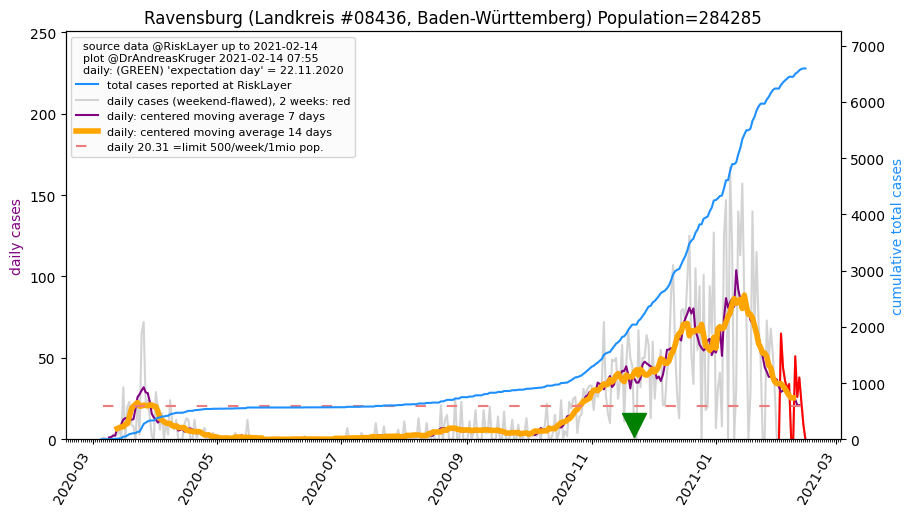 Ravensburg (Landkreis #08436, Baden-Württemberg) Population=284285
source data @RiskLayer up to 2021-02-14
plot @DrAndreasKruger 2021-02-14 07:55
daily: (GREEN) 'expectation day' = 22.11.2020
total cases reported at RiskLayer
daily cases (weekend-flawed), 2 weeks: red
daily: centered moving average 7 days
daily: centered moving average 14 days
daily 20.31 =limit 500/week/1mio pop.
daily cases
250
200
150
100
50
0
7000
6000
5000
4000
3000
2000
1000
0
cumulative total cases
2020-03
2020-05
2020-07
2020-09
2020-11
2021-01
2021-03